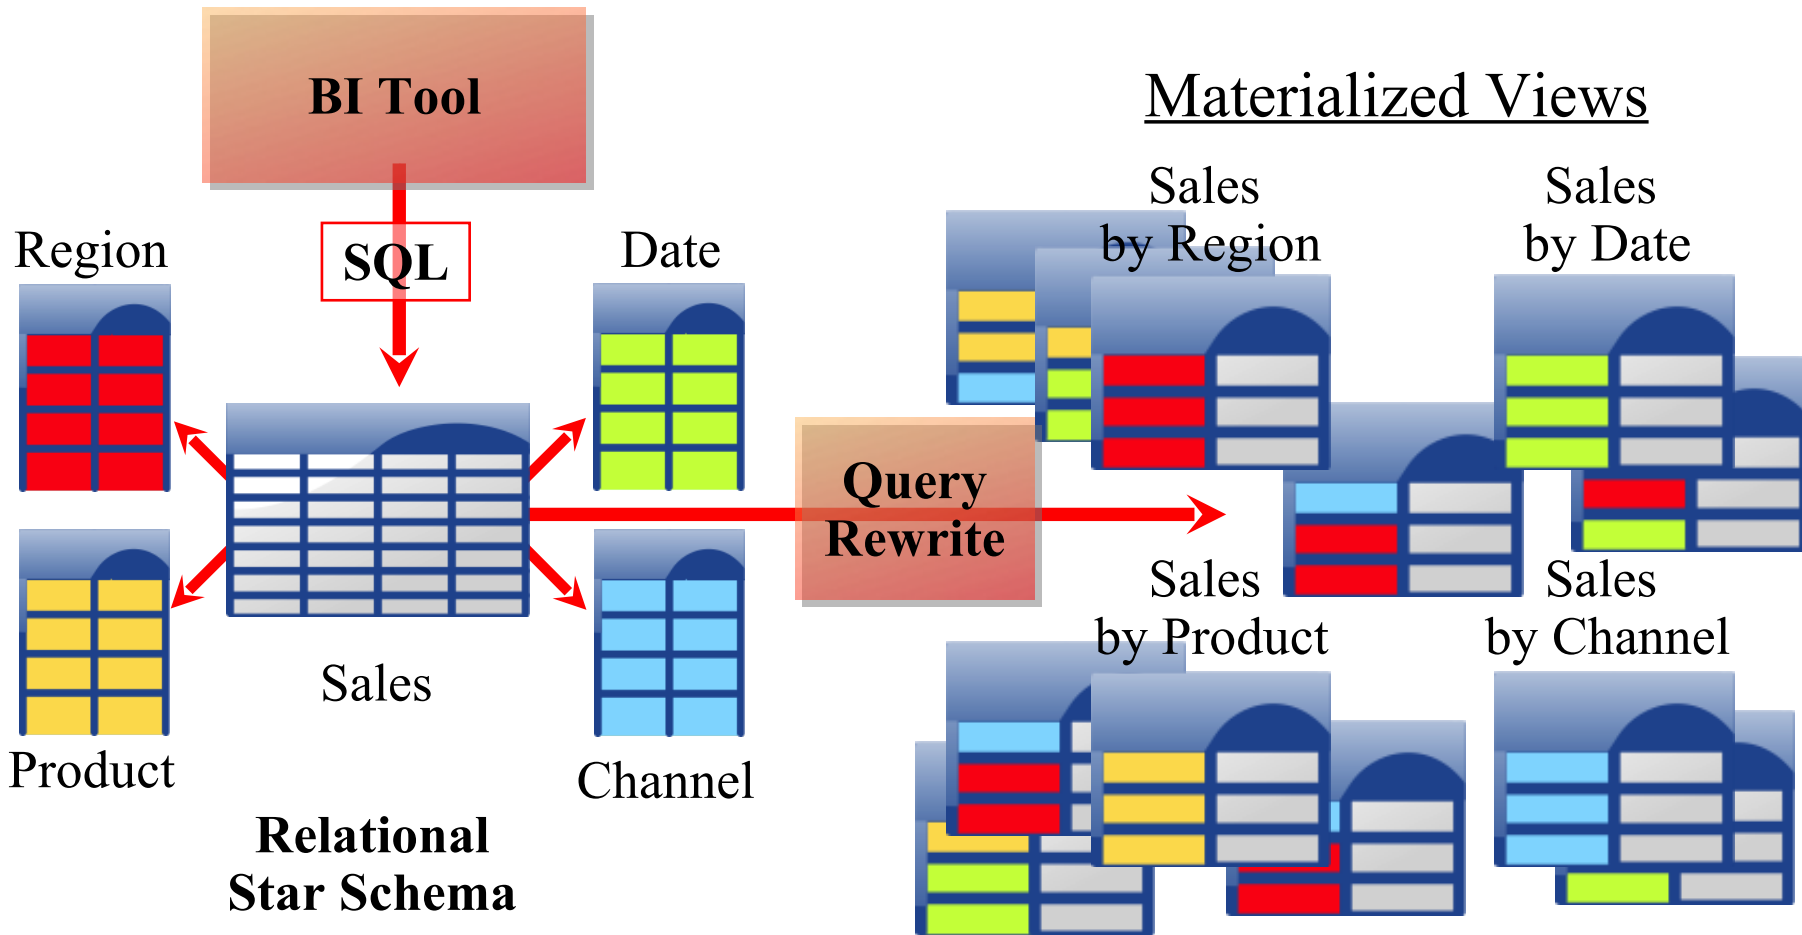 BI Tool
SQL
Region
Date
Product
Sales
Channel
Relational
Star Schema
Query
Rewrite
Materialized Views
Sales
by Region
Sales
by Date
Sales
by Product
Sales
by Channel